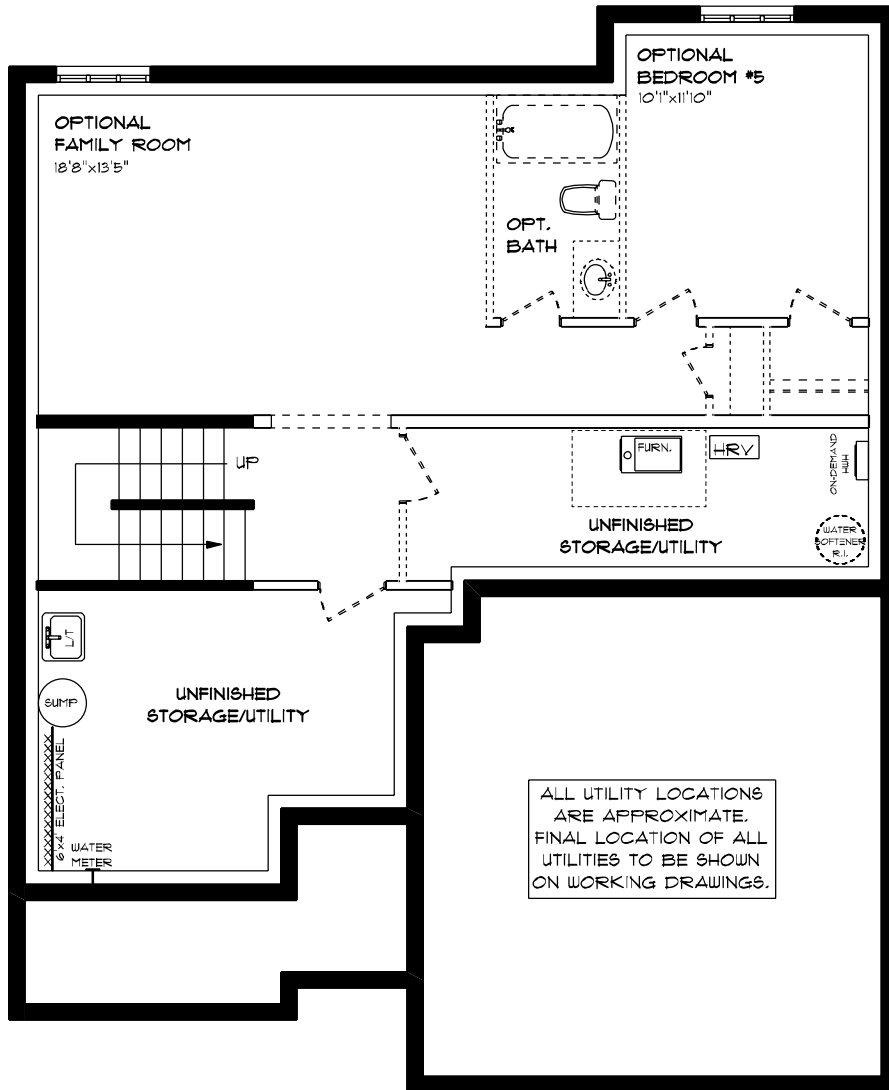 OPTIONAL
BEDROOM #5
10'1"x11'10"
OPTIONAL
FAMILY ROOM
18'8"x13'5"
OPT.
BATH
UP
FURN.
HRV
ON-DEMAND
HWH
UNFINISHED
STORAGE/UTILITY
WATER
SOFTENER
R.I.
L/T
SUMP
UNFINISHED
STORAGE/UTILITY
6'x4' ELECT. PANEL
WATER
METER
ALL UTILITY LOCATIONS
ARE APPROXIMATE.
FINAL LOCATION OF ALL
UTILITIES TO BE SHOWN
ON WORKING DRAWINGS.